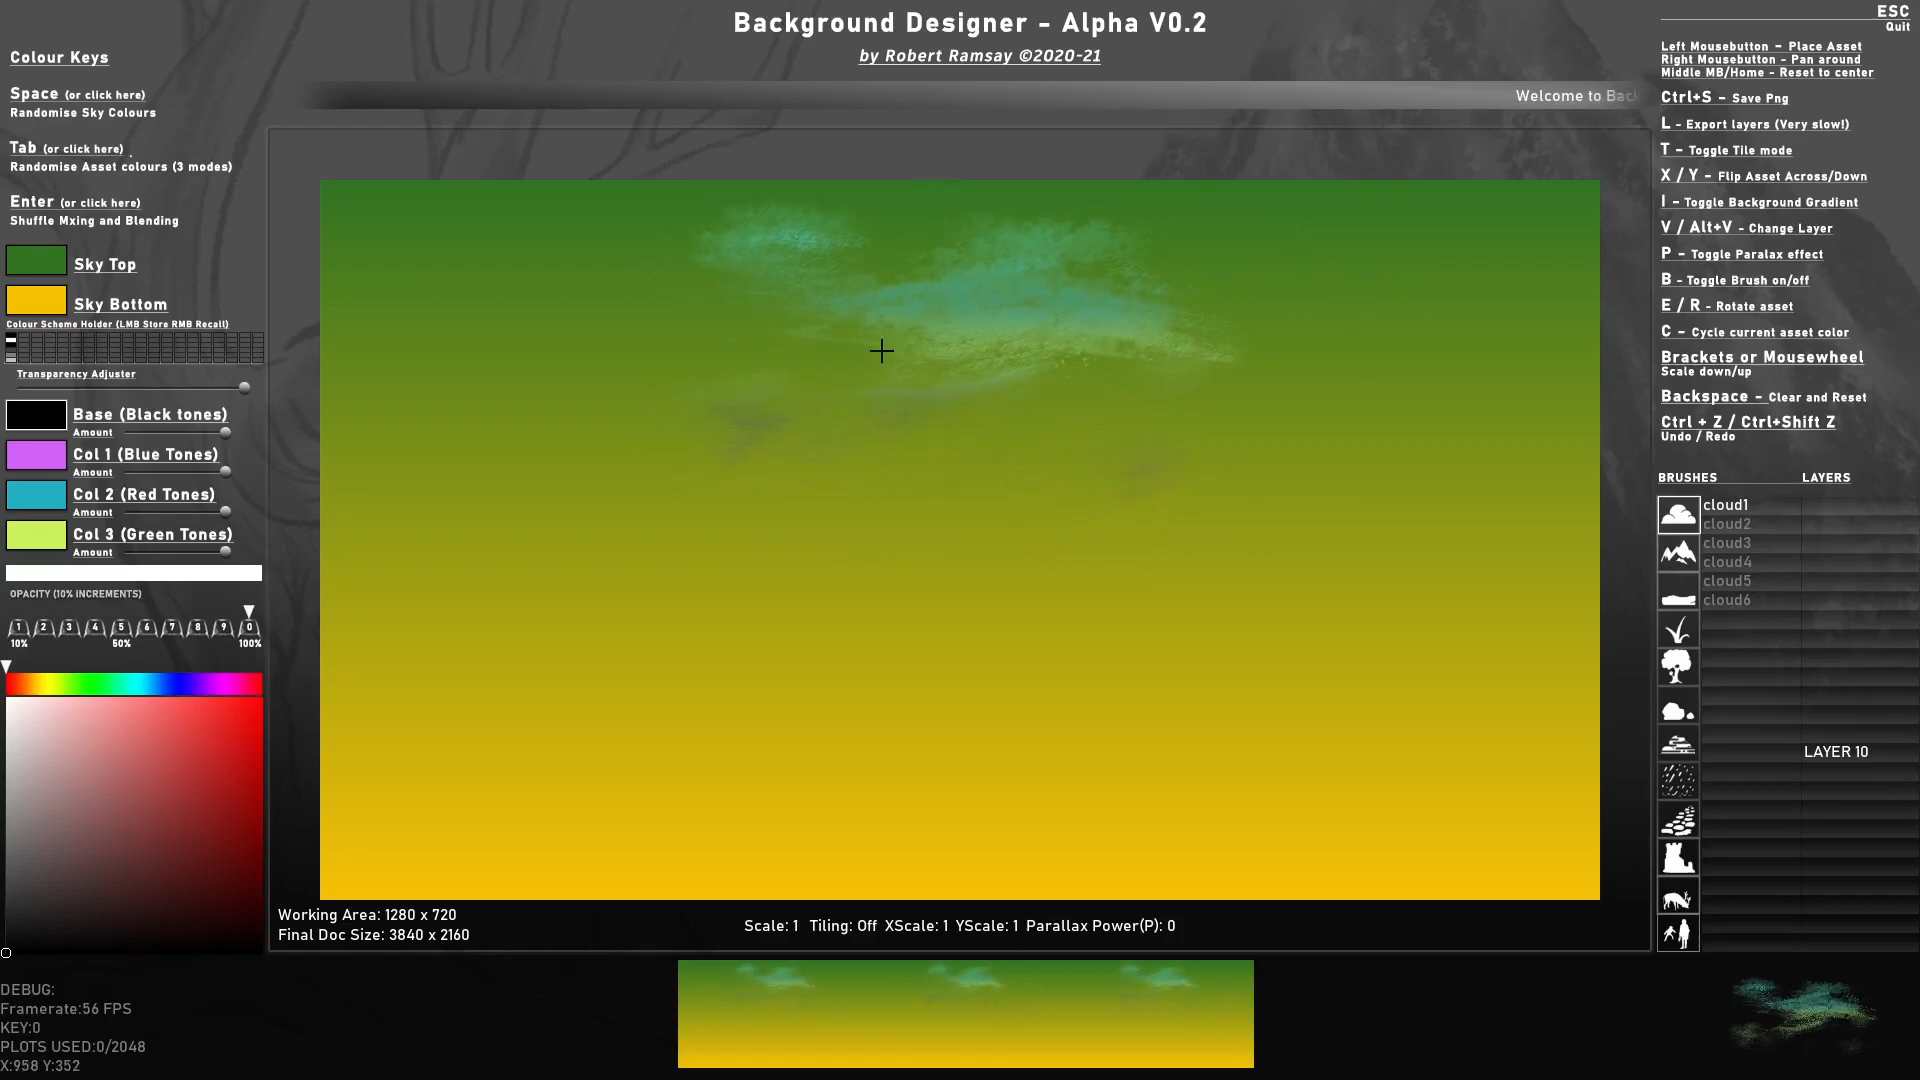 Background Designer - Alpha V0.2
by Robert Ramsay ©2020-21
Welcome to Back
Colour Keys
Space (or click here)
Randomise Sky Colours
Tab (or click here)
Randomise Asset colours (3 modes)
Enter (or click here)
Shuffle Mxing and Blending
Sky Top
Sky Bottom
Colour Scheme Holder (LMB Store RMB Recall)
Transparency Adjuster
Base (Black tones)
Amount
Col 1 (Blue Tones)
Amount
Col 2 (Red Tones)
Amount
Col 3 (Green Tones)
Amount
OPACITY (10% INCREMENTS)
1 2 3 4 5 6 7 8 9 0
10% 50% 100%
DEBUG:
Framerate:56 FPS
KEY:0
PLOTS USED:0/2048
X:958 Y:352
Working Area: 1280 x 720
Final Doc Size: 3840 x 2160
Scale: 1 Tiling: Off XScale: 1 YScale: 1 Parallax Power(P): 0
ESC
Quit
Left Mousebutton - Place Asset
Right Mousebutton - Pan around
Middle MB/Home - Reset to center
Ctrl+S - Save Png
L - Export layers (Very slow!)
T - Toggle Tile mode
X / Y - Flip Asset Across/Down
I - Toggle Background Gradient
V / Alt+V - Change Layer
P - Toggle Paralax effect
B - Toggle Brush on/off
E / R - Rotate asset
C - Cycle current asset color
Brackets or Mousewheel
Scale down/up
Backspace - Clear and Reset
Ctrl + Z / Ctrl+Shift Z
Undo / Redo
BRUSHES LAYERS
cloud1
cloud2
cloud3
cloud4
cloud5
cloud6
LAYER 10